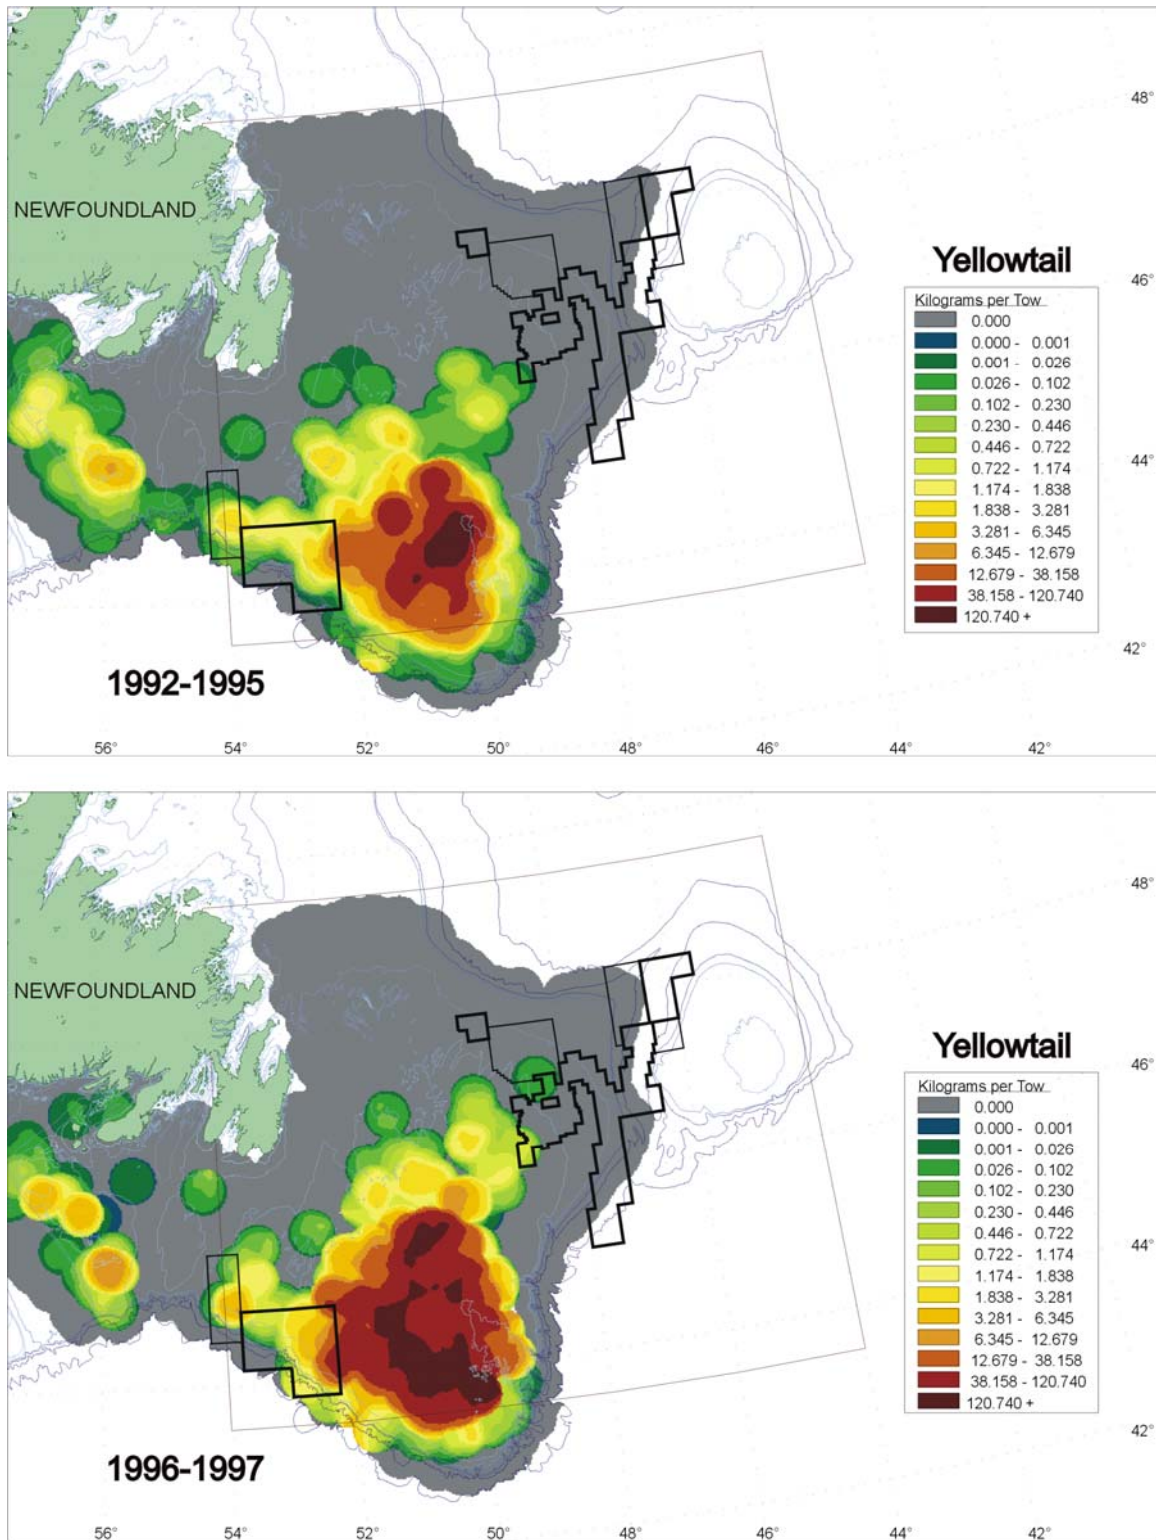 48°
NEWFOUNDLAND
46°
Yellowtail
Kilograms per Tow
0.000
0.000 - 0.001
0.001 - 0.026
0.026 - 0.102
0.102 - 0.230
0.230 - 0.446
0.446 - 0.722
0.722 - 1.174
1.174 - 1.838
1.838 - 3.281
3.281 - 6.345
6.345 - 12.679
12.679 - 38.158
38.158 - 120.740
120.740 +
44°
42°
1992-1995
56° 54° 52° 50° 48° 46° 44° 42°
48°
NEWFOUNDLAND
46°
Yellowtail
Kilograms per Tow
0.000
0.000 - 0.001
0.001 - 0.026
0.026 - 0.102
0.102 - 0.230
0.230 - 0.446
0.446 - 0.722
0.722 - 1.174
1.174 - 1.838
1.838 - 3.281
3.281 - 6.345
6.345 - 12.679
12.679 - 38.158
38.158 - 120.740
120.740 +
44°
42°
1996-1997
56° 54° 52° 50° 48° 46° 44° 42°